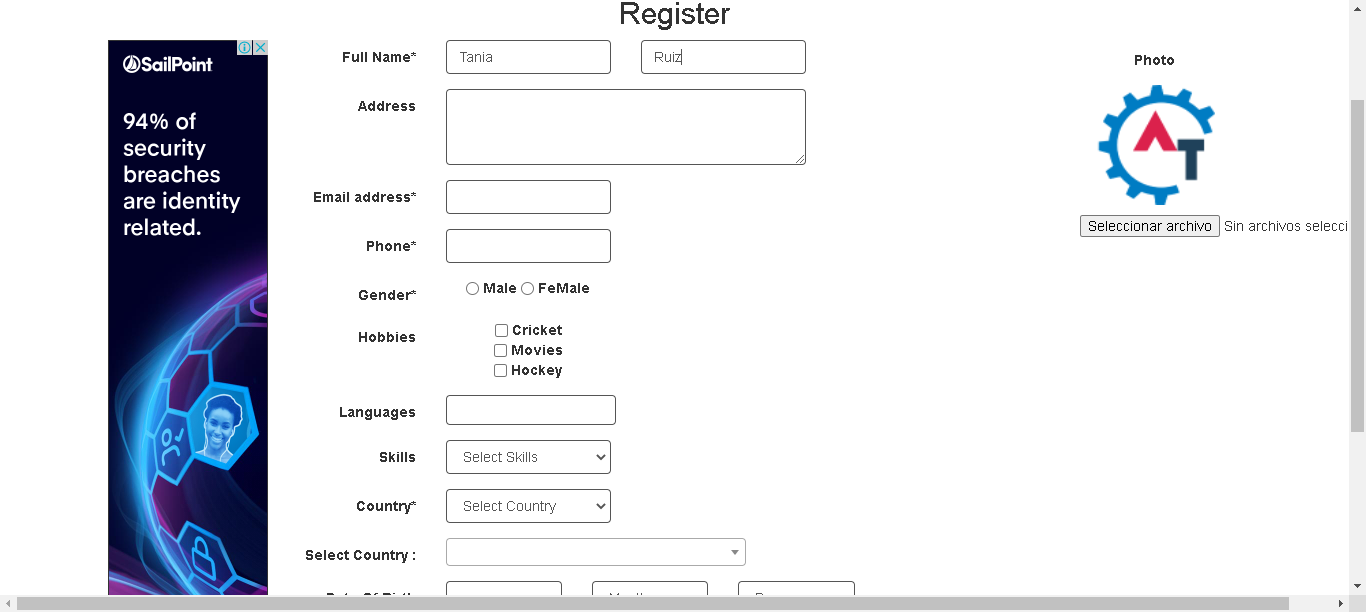 Register
SailPoint
94% of
security
breaches
are identity
related.
Full Name* Tania Ruiz
Address
Email address*
Phone*
Gender* Male FeMale
Hobbies Cricket
Movies
Hockey
Languages
Skills Select Skills
Country* Select Country
Select Country :
Photo
AT
Seleccionar archivo Sin archivos selecci